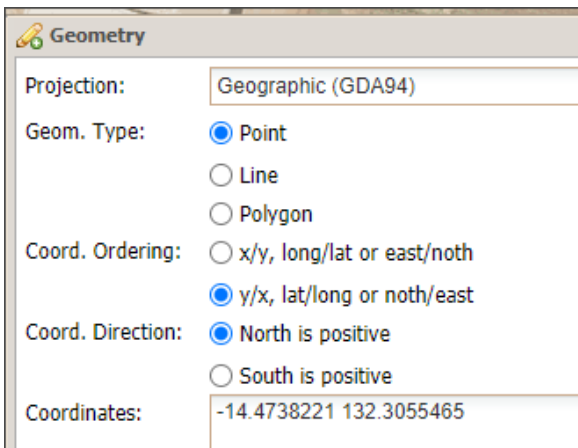 Geometry
Projection: Geographic (GDA94)
Geom. Type: Point
Line
Polygon
Coord. Ordering: x/y, long/lat or east/noth
y/x, lat/long or noth/east
Coord. Direction: North is positive
South is positive
Coordinates: -14.4738221 132.3055465